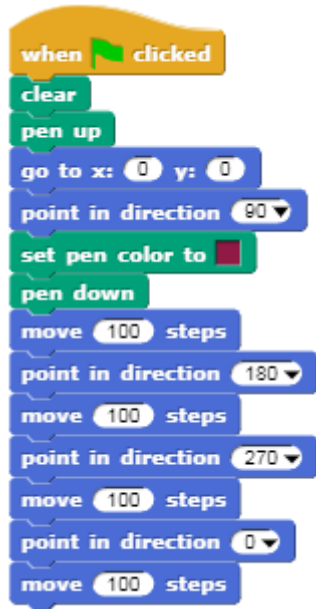 when clicked
clear
pen up
go to x: 0 y: 0
point in direction 90
set pen color to
pen down
move 100 steps
point in direction 180
move 100 steps
point in direction 270
move 100 steps
point in direction 0
move 100 steps